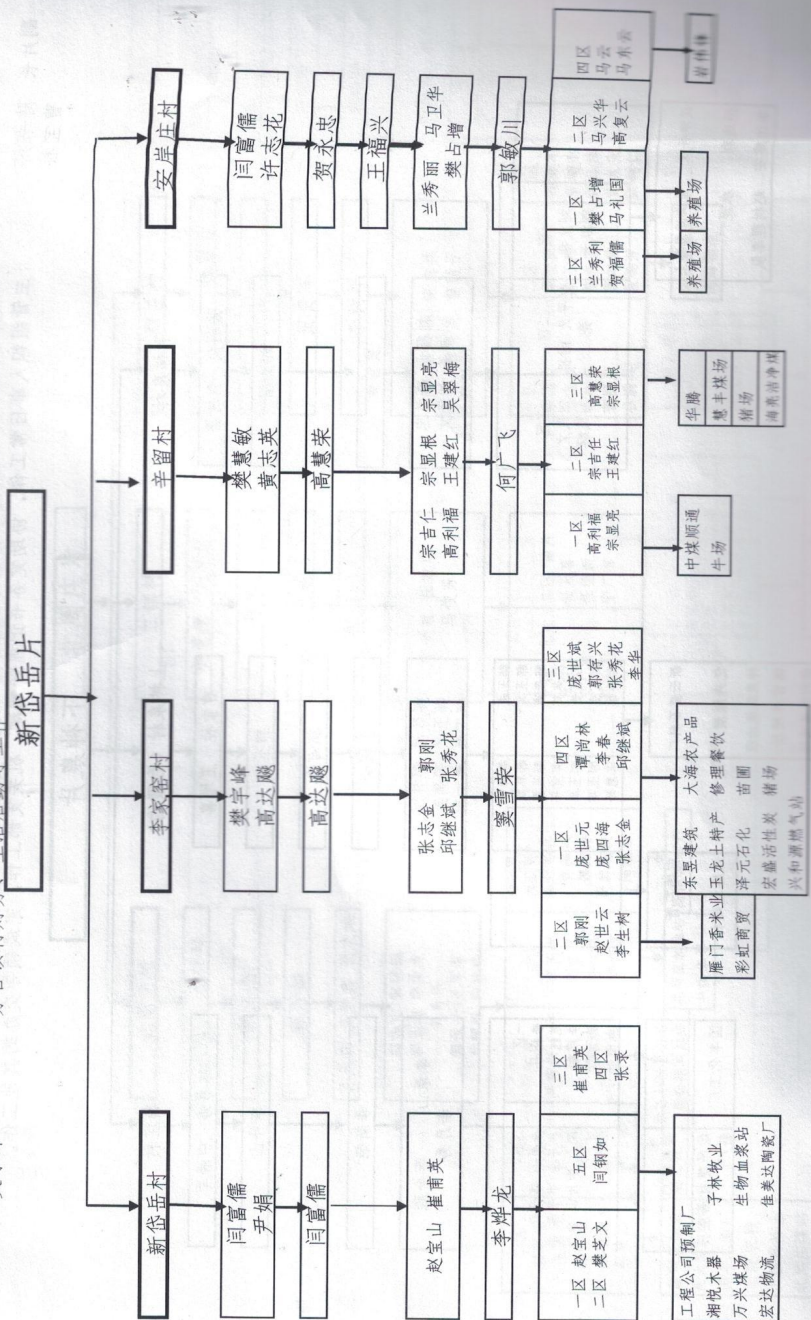 新岱岳片
新岱岳村
闫富儒
尹娟
闫富儒
赵宝山 崔甫英
李烨龙
一区 赵宝山
二区 樊芝文
五区
闫钢如
三区
崔甫英
四区
张录
工程公司预制厂
湘悦木器 子林牧业
万兴煤场 生物血浆站
宏达物流 佳美达陶瓷厂
李家窑村
樊宇峰
高达飚
高达飚
张志金 郭刚
邱继斌 张秀花
窦雪荣
二区
郭刚
赵世云
李生树
一区
庞世元
庞四海
张志金
四区
谭尚林
李春
邱继斌
三区
庞世斌
郭存兴
张秀花
李华
雁门香米业
彩虹商贸
东昱建筑 大海农产品
玉龙土特产 修理餐饮
泽元石化 苗圃
宏盛活性炭 猪场
兴和源燃气站
辛留村
樊慧敏
黄志英
高慧荣
宗吉仁 宗显根 宗显亮
高利福 王建红 吴翠梅
何广飞
一区
高利福
宗显亮
二区
宗吉任
王建红
三区
高慧荣
宗显根
中煤顺通
牛场
华腾
慧丰煤场
猪场
海亮洁净煤
安岸庄村
闫富儒
许志花
贺永忠
王福兴
兰秀丽 马卫华
樊占增
郭敏川
三区
兰秀利
贺福儒
一区
樊占增
马礼国
二区
马兴华
高复云
四区
马云
马东云
养殖场
养殖场
岩伟林